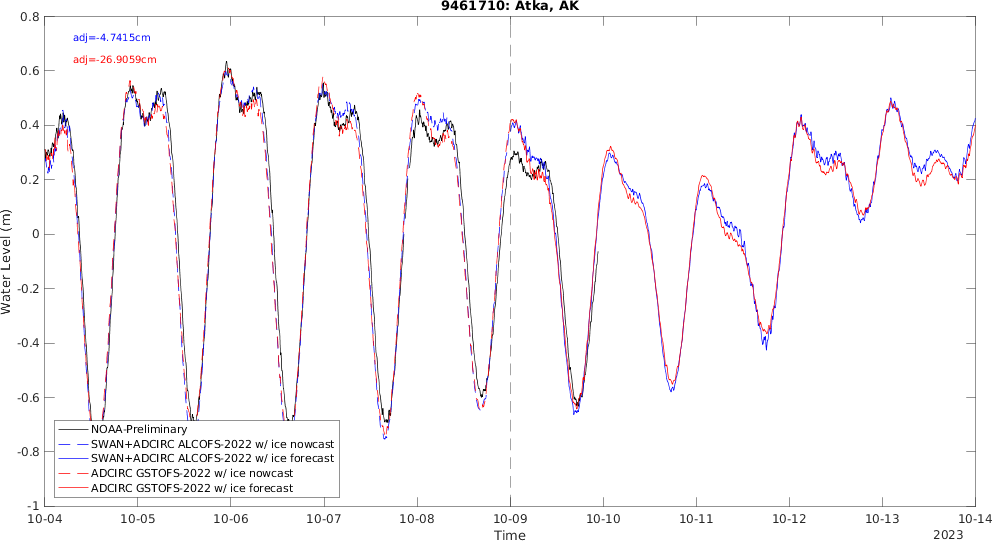 9461710: Atka, AK
adj=-4.7415cm
adj=-26.9059cm
Water Level (m)
0.8
0.6
0.4
0.2
0
-0.2
-0.4
-0.6
-0.8
-1
NOAA-Preliminary
SWAN+ADCIRC ALCOFS-2022 w/ ice nowcast
SWAN+ADCIRC ALCOFS-2022 w/ ice forecast
ADCIRC GSTOFS-2022 w/ ice nowcast
ADCIRC GSTOFS-2022 w/ ice forecast
10-04 10-05 10-06 10-07 10-08 10-09 10-10 10-11 10-12 10-13 10-14
Time
2023